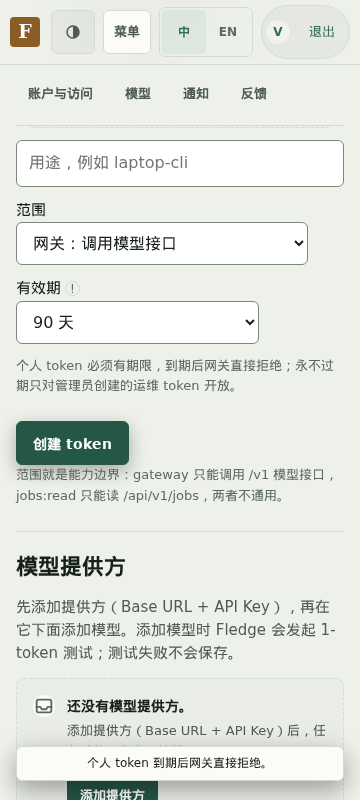 F
菜单
中
EN
V
退出
账户与访问
模型
通知
反馈
用途，例如 laptop-cli
范围
网关：调用模型接口
有效期 !
90 天
个人 token 必须有期限，到期后网关直接拒绝；永不过
期只对管理员创建的运维 token 开放。
创建 token
范围就是能力边界：gateway 只能调用 /v1 模型接口，
jobs:read 只能读 /api/v1/jobs，两者不通用。
模型提供方
先添加提供方（Base URL + API Key），再在
它下面添加模型。添加模型时 Fledge 会发起 1-
token 测试；测试失败不会保存。
还没有模型提供方。
添加提供方（Base URL + API Key）后，任
个人 token 到期后网关直接拒绝。
添加提供方